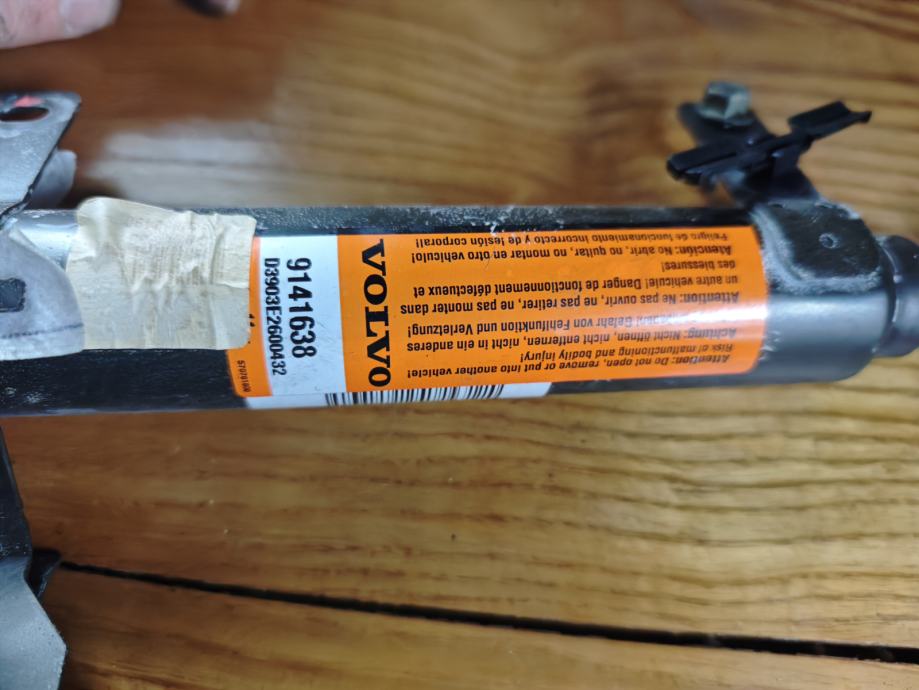 VOLVO
9141638
D3903E2600432
Attention: Do not open, remove or put into another vehicle!
Risk of malfunctioning and bodily injury!
Achtung: Nicht öffnen, nicht entfernen, nicht in ein anderes
Gefahr von Fehlfunktion und Verletzung!
Attention: Ne pas ouvrir, ne pas retirer, ne pas monter dans
un autre vehicule! Danger de fonctionnement défectueux et
des blessures!
Atención: No abrir, no quitar, no montar en otro vehiculo!
Peligro de funcionamiento incorrecto y de lesión corporal!!